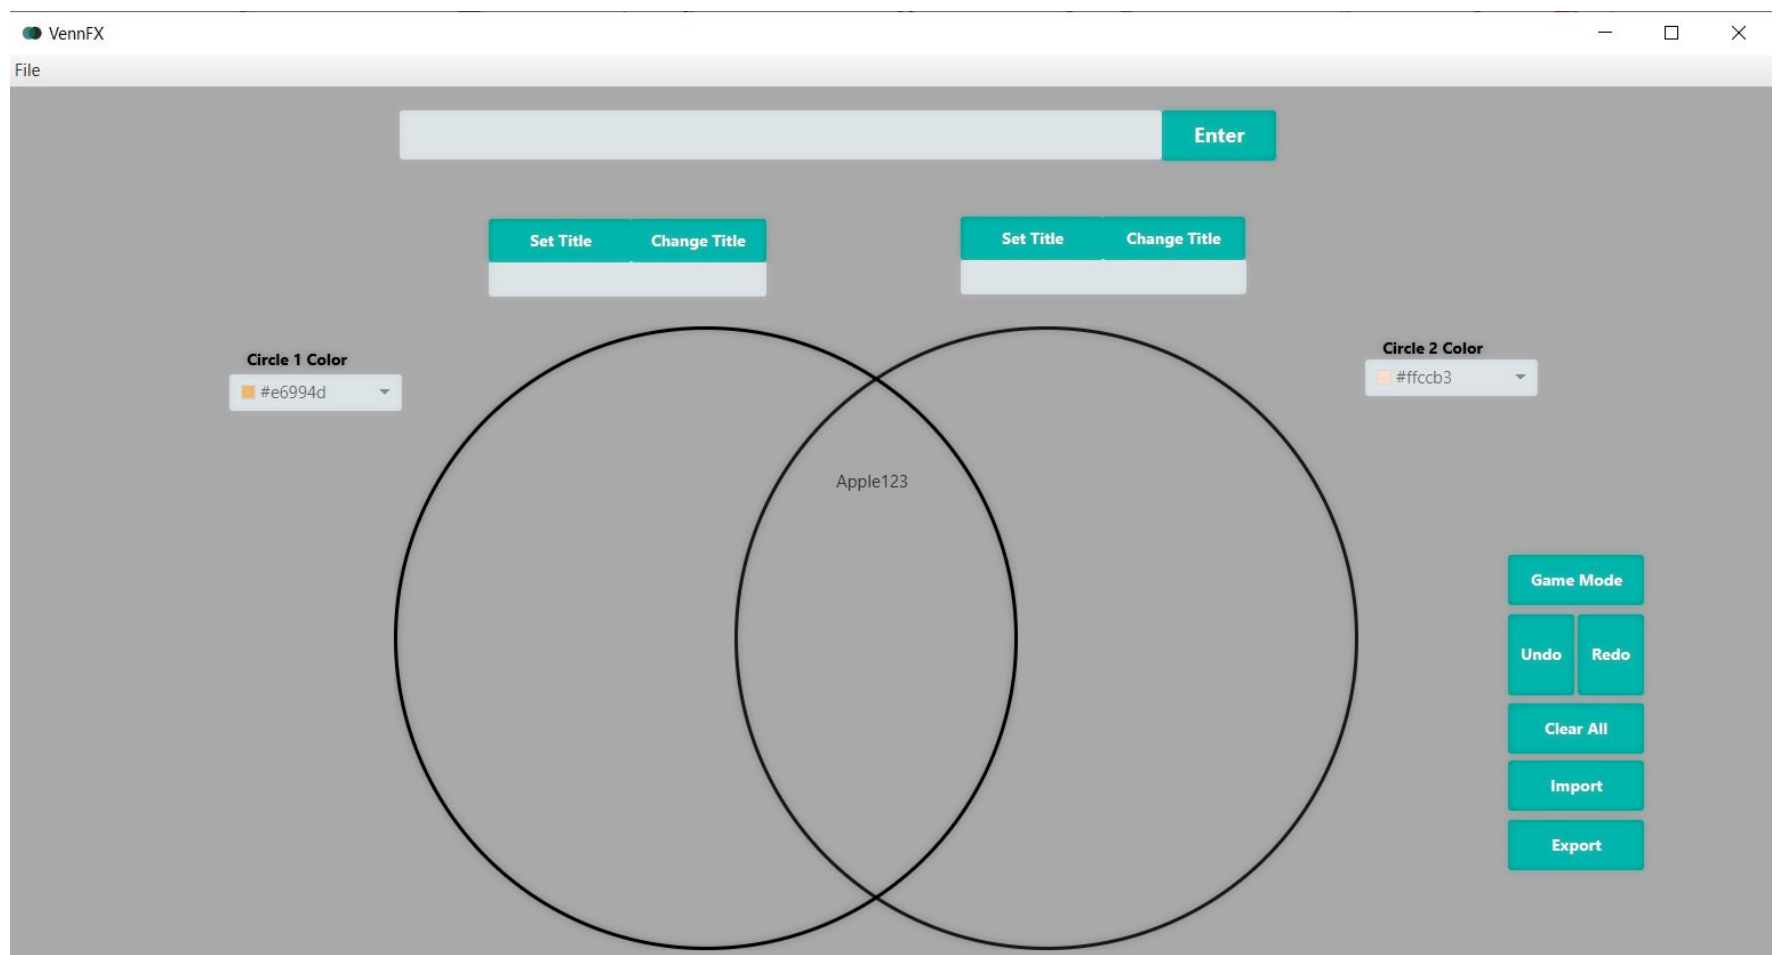 VennFX
File
Enter
Set Title Change Title
Set Title Change Title
Circle 1 Color
#e6994d
Circle 2 Color
#ffccb3
Apple123
Game Mode
Undo Redo
Clear All
Import
Export